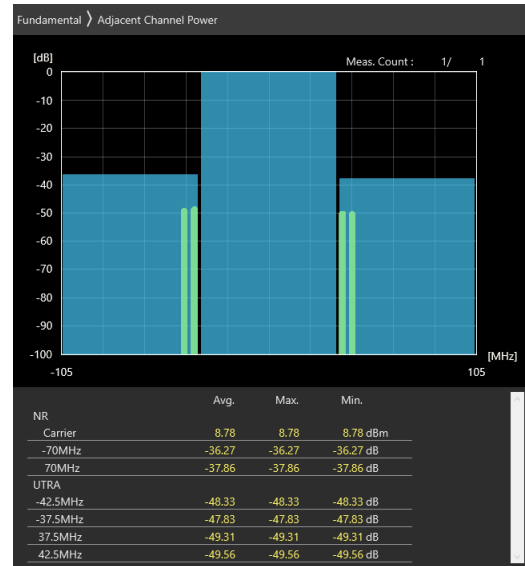 Fundamental 〉 Adjacent Channel Power
[dB]
Meas. Count : 1/ 1
0
-10
-20
-30
-40
-50
-60
-70
-80
-90
-100
[MHz]
-105 105
Avg. Max. Min.
NR
Carrier 8.78 8.78 8.78 dBm
-70MHz -36.27 -36.27 -36.27 dB
70MHz -37.86 -37.86 -37.86 dB
UTRA
-42.5MHz -48.33 -48.33 -48.33 dB
-37.5MHz -47.83 -47.83 -47.83 dB
37.5MHz -49.31 -49.31 -49.31 dB
42.5MHz -49.56 -49.56 -49.56 dB